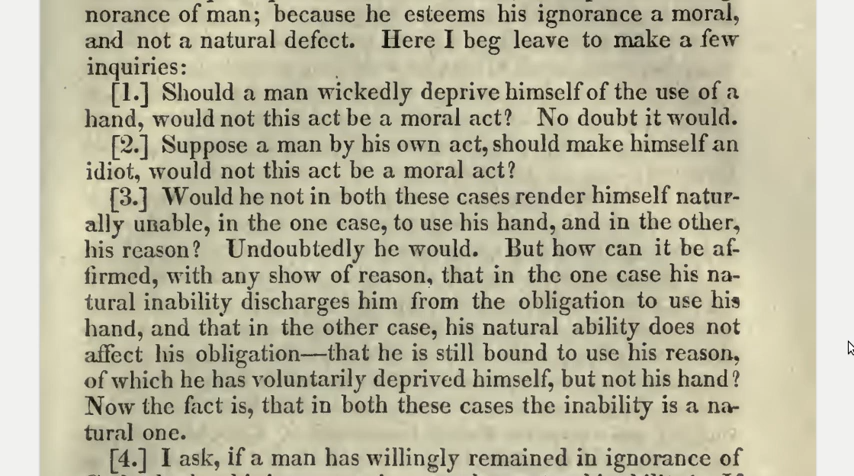 norance of man; because he esteems his ignorance a moral,
and not a natural defect. Here I beg leave to make a few
inquiries:
[1.] Should a man wickedly deprive himself of the use of a
hand, would not this act be a moral act? No doubt it would.
[2.] Suppose a man by his own act, should make himself an
idiot, would not this act be a moral act?
[3.] Would he not in both these cases render himself natur-
ally unable, in the one case, to use his hand, and in the other,
his reason? Undoubtedly he would. But how can it be af-
firmed, with any show of reason, that in the one case his na-
tural inability discharges him from the obligation to use his
hand, and that in the other case, his natural ability does not
affect his obligation—that he is still bound to use his reason,
of which he has voluntarily deprived himself, but not his hand?
Now the fact is, that in both these cases the inability is a na-
tural one.
[4.] I ask, if a man has willingly remained in ignorance of